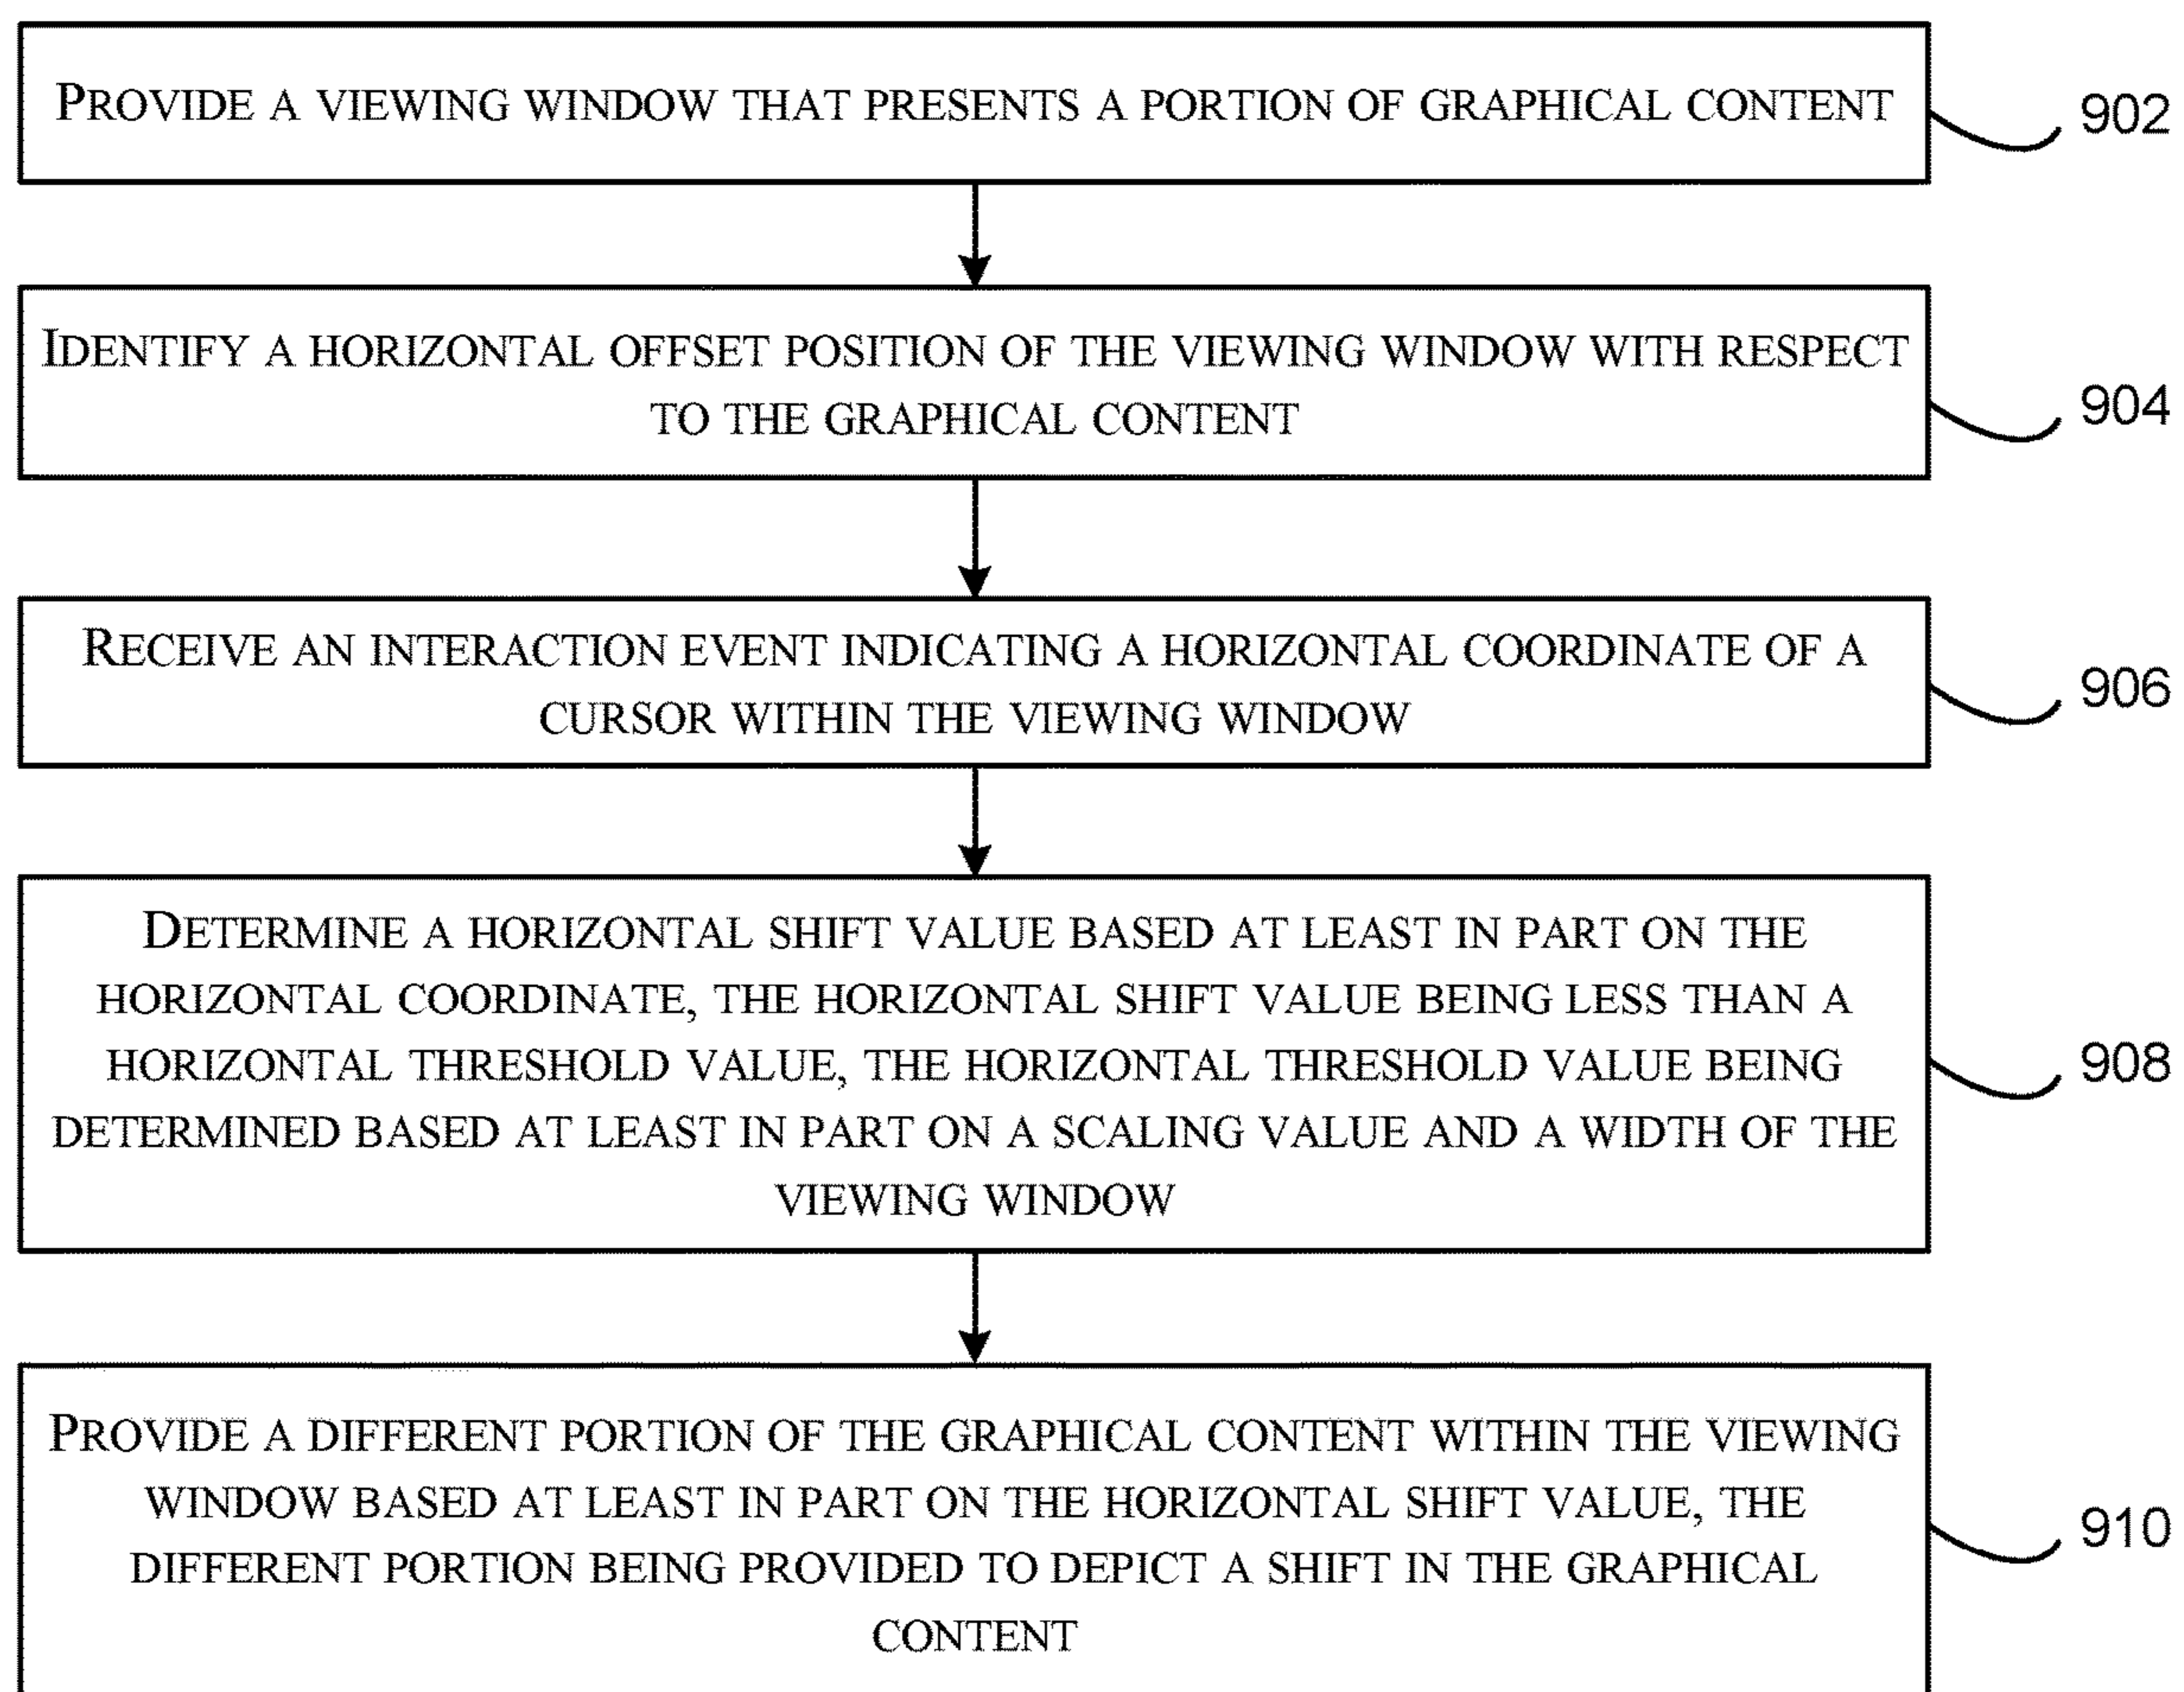 PROVIDE A VIEWING WINDOW THAT PRESENTS A PORTION OF GRAPHICAL CONTENT
902
IDENTIFY A HORIZONTAL OFFSET POSITION OF THE VIEWING WINDOW WITH RESPECT
TO THE GRAPHICAL CONTENT
904
RECEIVE AN INTERACTION EVENT INDICATING A HORIZONTAL COORDINATE OF A
CURSOR WITHIN THE VIEWING WINDOW
906
DETERMINE A HORIZONTAL SHIFT VALUE BASED AT LEAST IN PART ON THE
HORIZONTAL COORDINATE, THE HORIZONTAL SHIFT VALUE BEING LESS THAN A
HORIZONTAL THRESHOLD VALUE, THE HORIZONTAL THRESHOLD VALUE BEING
DETERMINED BASED AT LEAST IN PART ON A SCALING VALUE AND A WIDTH OF THE
VIEWING WINDOW
908
PROVIDE A DIFFERENT PORTION OF THE GRAPHICAL CONTENT WITHIN THE VIEWING
WINDOW BASED AT LEAST IN PART ON THE HORIZONTAL SHIFT VALUE, THE
DIFFERENT PORTION BEING PROVIDED TO DEPICT A SHIFT IN THE GRAPHICAL
CONTENT
910